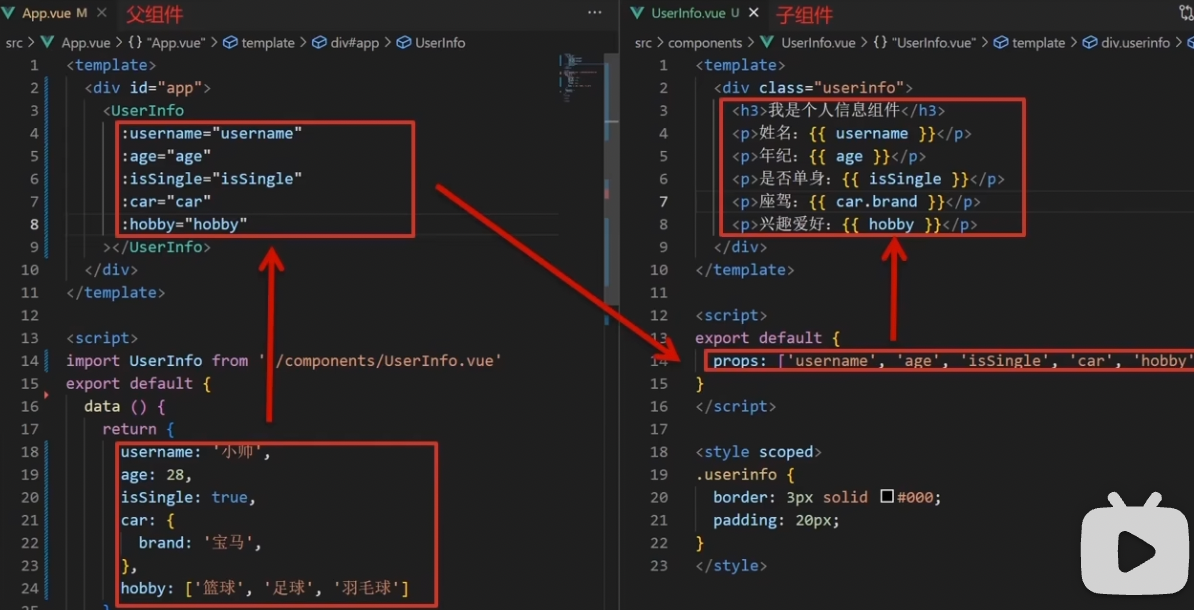 App.vue M
父组件
src > App.vue > {} "App.vue" > template > div#app > UserInfo
1 <template>
2 <div id="app">
3 <UserInfo
4 :username="username"
5 :age="age"
6 :isSingle="isSingle"
7 :car="car"
8 :hobby="hobby"
9 ></UserInfo>
10 </div>
11 </template>
12
13 <script>
14 import UserInfo from './components/UserInfo.vue'
15 export default {
16 data () {
17 return {
18 username: '小帅',
19 age: 28,
20 isSingle: true,
21 car: {
22 brand: '宝马',
23 },
24 hobby: ['篮球', '足球', '羽毛球']
25 }
UserInfo.vue U
子组件
src > components > UserInfo.vue > {} "UserInfo.vue" > template > div.userinfo >
1 <template>
2 <div class="userinfo">
3 <h3>我是个人信息组件</h3>
4 <p>姓名: {{ username }}</p>
5 <p>年纪: {{ age }}</p>
6 <p>是否单身: {{ isSingle }}</p>
7 <p>座驾: {{ car.brand }}</p>
8 <p>兴趣爱好: {{ hobby }}</p>
9 </div>
10 </template>
11
12 <script>
13 export default {
14 props: ['username', 'age', 'isSingle', 'car', 'hobby'
15 }
16 </script>
17
18 <style scoped>
19 .userinfo {
20 border: 3px solid #000;
21 padding: 20px;
22 }
23 </style>